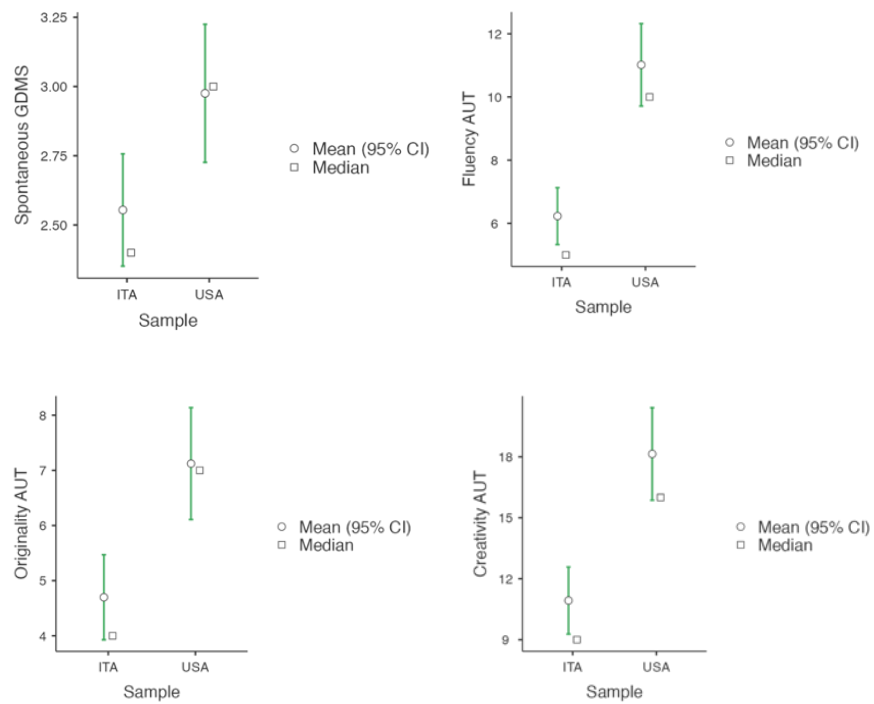 3.25
3.00
2.75
2.50
Spontaneous GDMS
ITA USA
Sample
Mean (95% CI)
Median
12
10
8
6
Fluency AUT
ITA USA
Sample
Mean (95% CI)
Median
8
7
6
5
4
Originality AUT
ITA USA
Sample
Mean (95% CI)
Median
18
15
12
9
Creativity AUT
ITA USA
Sample
Mean (95% CI)
Median